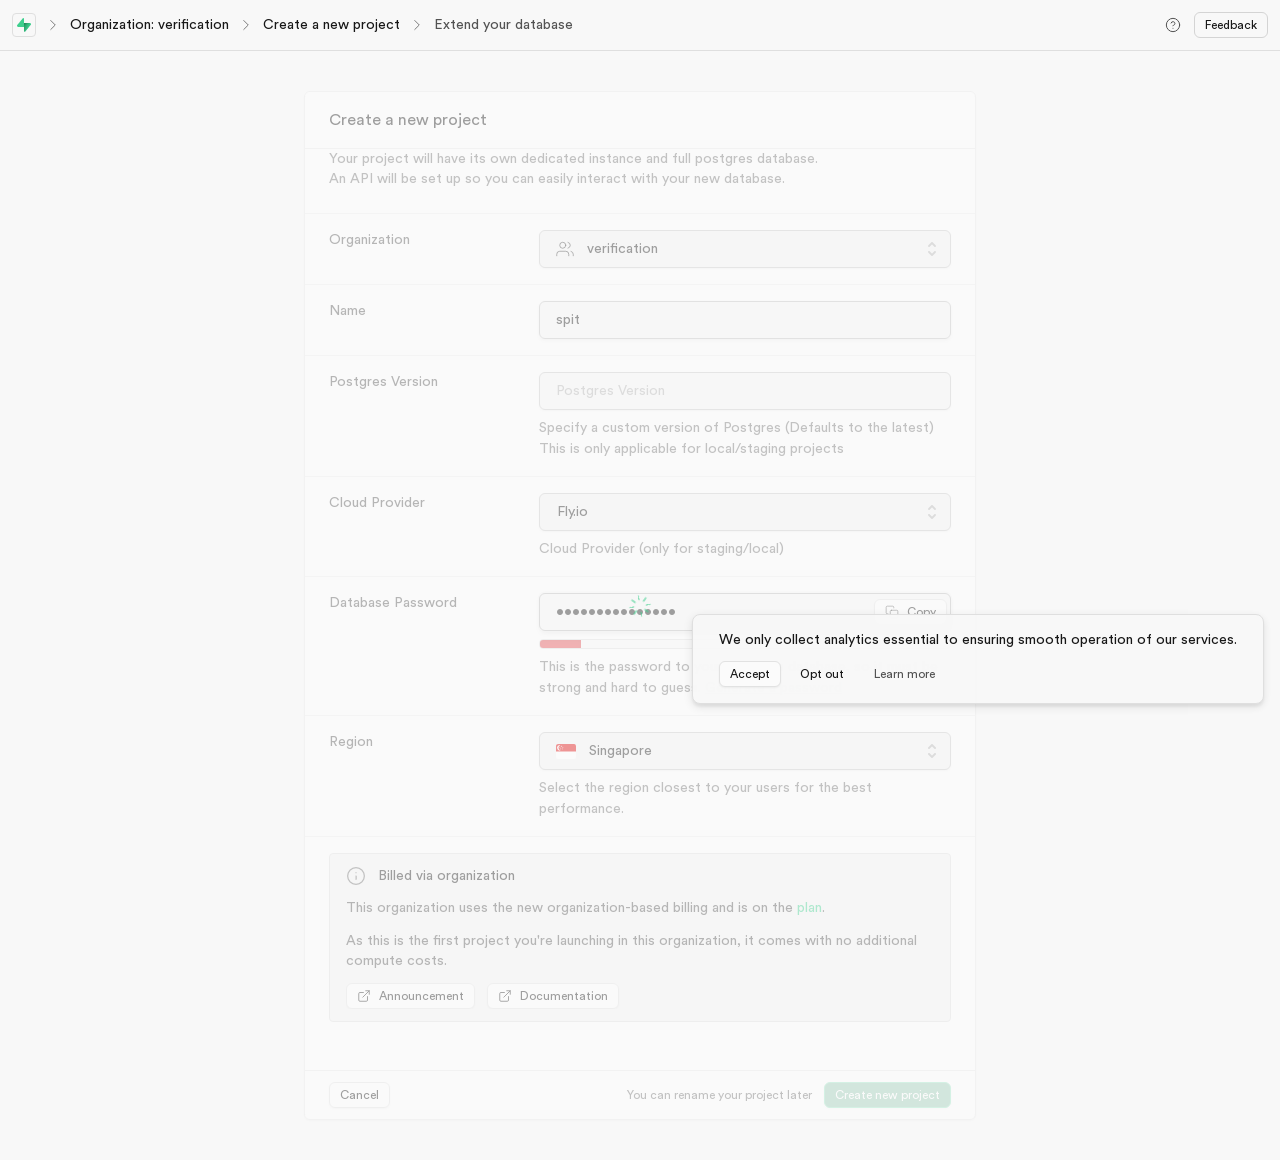 Organization: verification
Create a new project
Extend your database
Feedback
Create a new project
Your project will have its own dedicated instance and full postgres database.
An API will be set up so you can easily interact with your new database.
Organization
verification
Name
spit
Postgres Version
Postgres Version
Specify a custom version of Postgres (Defaults to the latest)
This is only applicable for local/staging projects
Cloud Provider
Fly.io
Cloud Provider (only for staging/local)
Database Password
Copy
We only collect analytics essential to ensuring smooth operation of our services.
Accept
Opt out
Learn more
This is the password to
strong and hard to
Region
Singapore
Select the region closest to your users for the best
performance.
Billed via organization
This organization uses the new organization-based billing and is on the plan.
As this is the first project you're launching in this organization, it comes with no additional
compute costs.
Announcement
Documentation
Cancel
You can rename your project later
Create new project